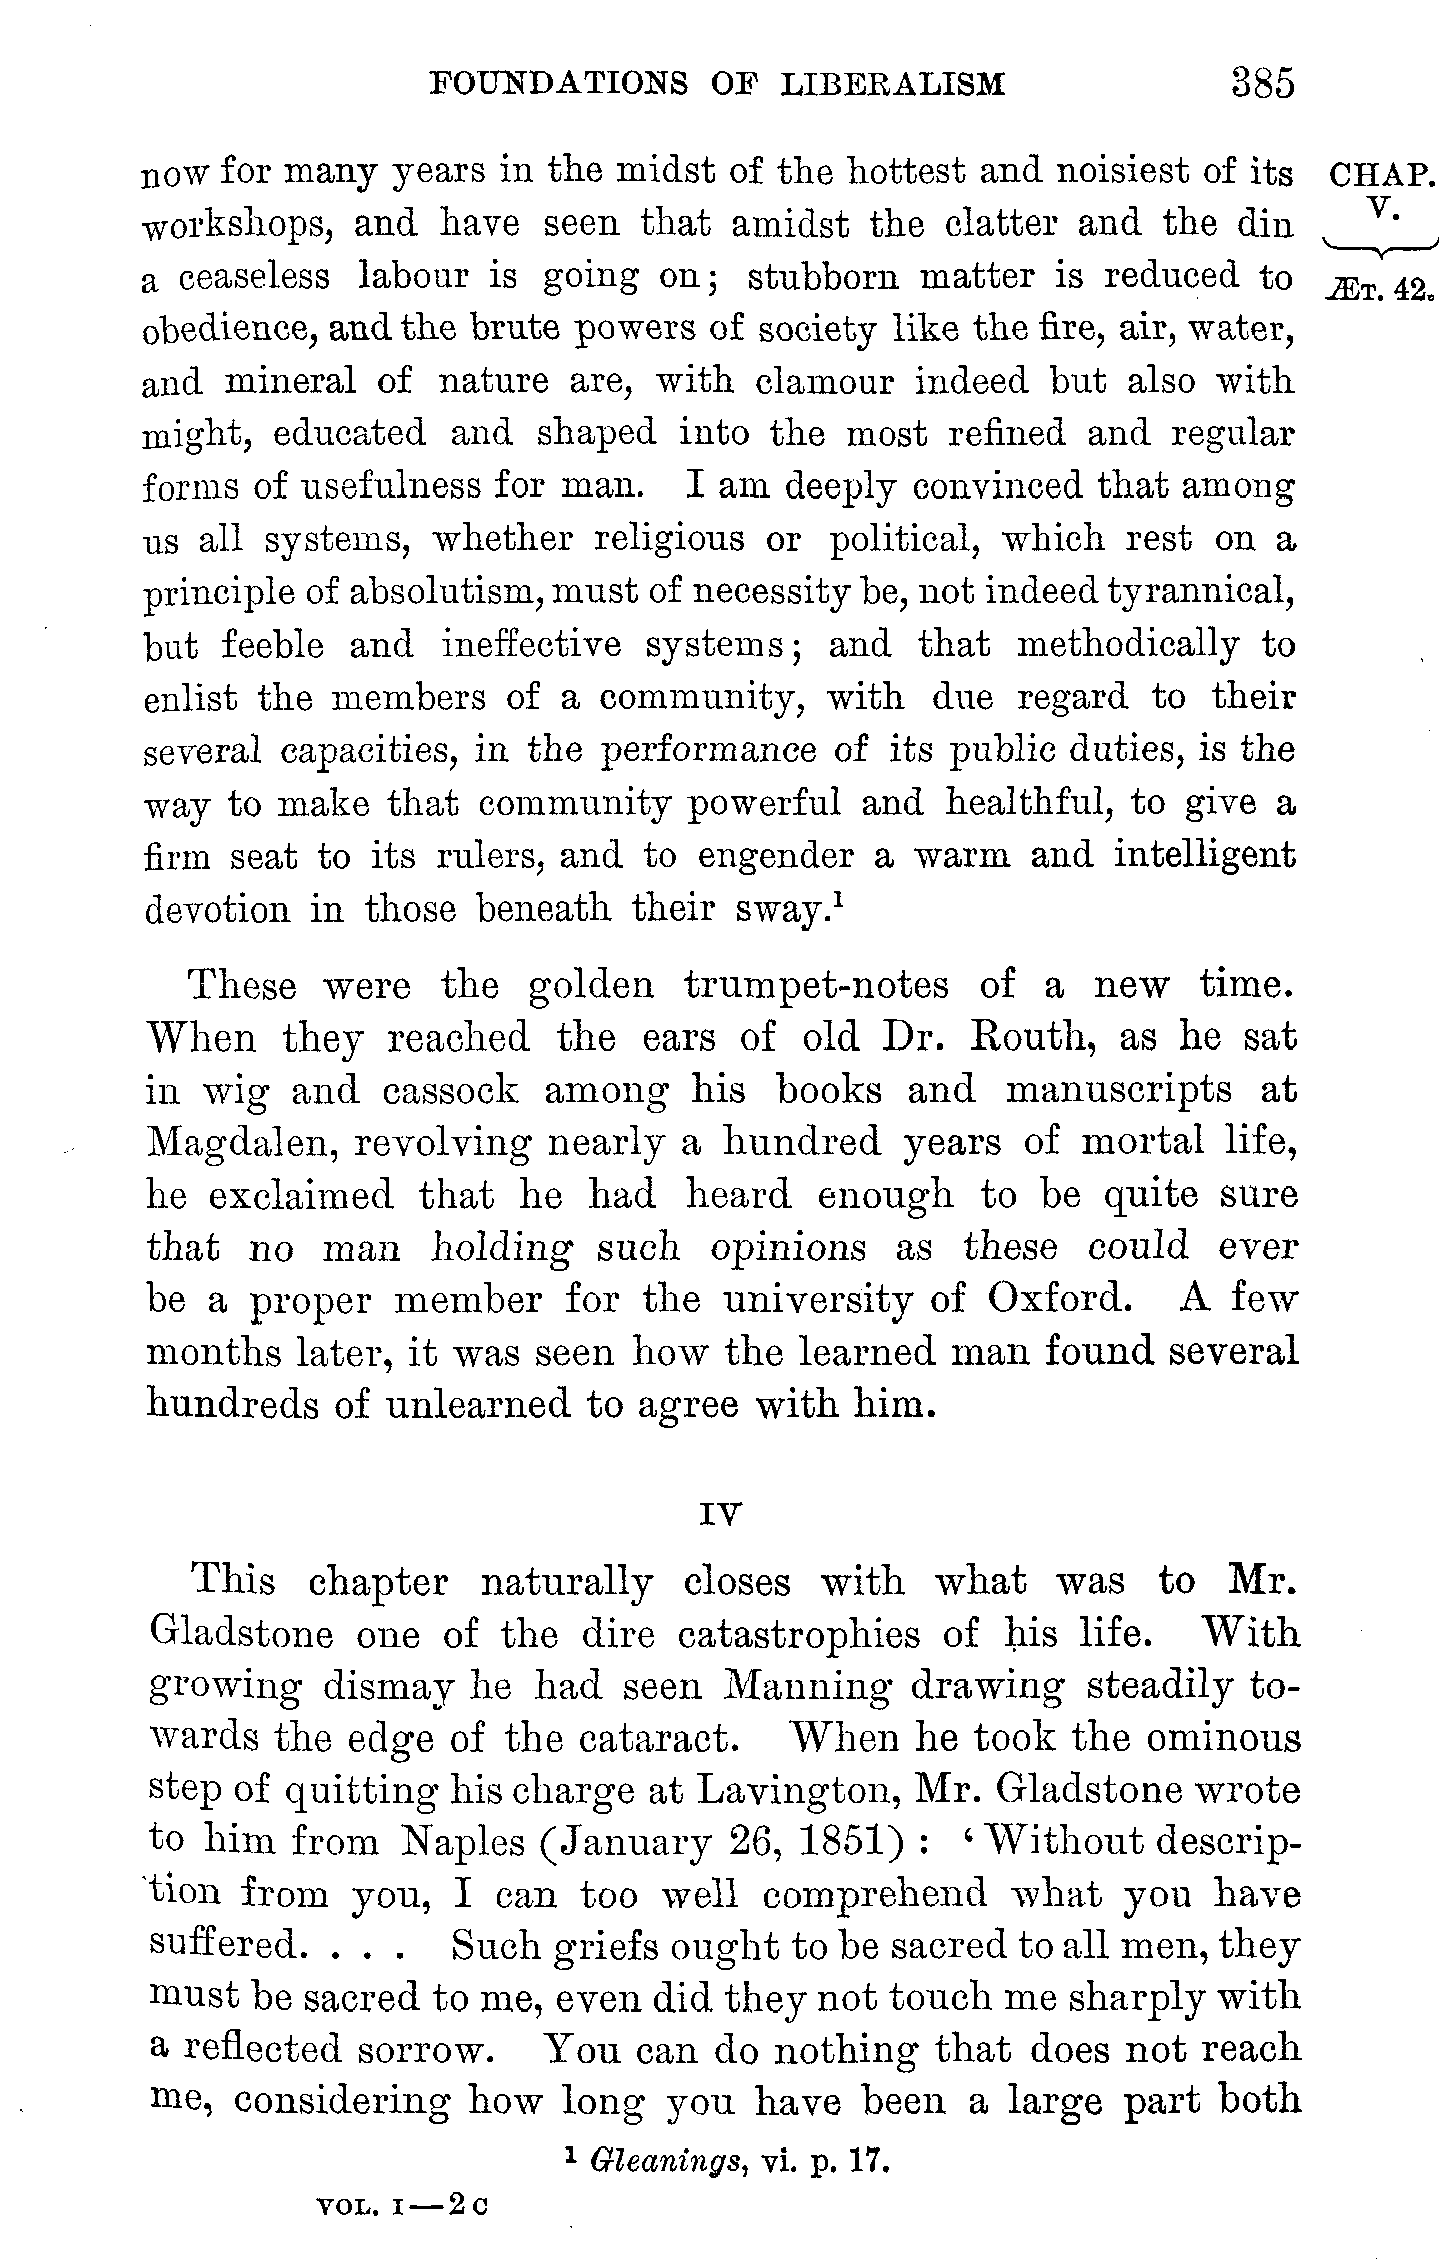 FOUNDATIONS OF LIBERALISM 385
now for many years in the midst of the hottest and noisiest of its
workshops, and have seen that amidst the clatter and the din
a ceaseless labour is going on; stubborn matter is reduced to
obedience, and the brute powers of society like the fire, air, water,
and mineral of nature are, with clamour indeed but also with
might, educated and shaped into the most refined and regular
forms of usefulness for man. I am deeply convinced that among
us all systems, whether religious or political, which rest on a
principle of absolutism, must of necessity be, not indeed tyrannical,
but feeble and ineffective systems; and that methodically to
enlist the members of a community, with due regard to their
several capacities, in the performance of its public duties, is the
way to make that community powerful and healthful, to give a
firm seat to its rulers, and to engender a warm and intelligent
devotion in those beneath their sway.¹
CHAP.
V.
ÆT. 42.
These were the golden trumpet-notes of a new time.
When they reached the ears of old Dr. Routh, as he sat
in wig and cassock among his books and manuscripts at
Magdalen, revolving nearly a hundred years of mortal life,
he exclaimed that he had heard enough to be quite sure
that no man holding such opinions as these could ever
be a proper member for the university of Oxford. A few
months later, it was seen how the learned man found several
hundreds of unlearned to agree with him.
IV
This chapter naturally closes with what was to Mr.
Gladstone one of the dire catastrophies of his life. With
growing dismay he had seen Manning drawing steadily to-
wards the edge of the cataract. When he took the ominous
step of quitting his charge at Lavington, Mr. Gladstone wrote
to him from Naples (January 26, 1851) : ‘Without descrip-
tion from you, I can too well comprehend what you have
suffered. . . . Such griefs ought to be sacred to all men, they
must be sacred to me, even did they not touch me sharply with
a reflected sorrow. You can do nothing that does not reach
me, considering how long you have been a large part both
¹ Gleanings, vi. p. 17.
VOL. I—2 C